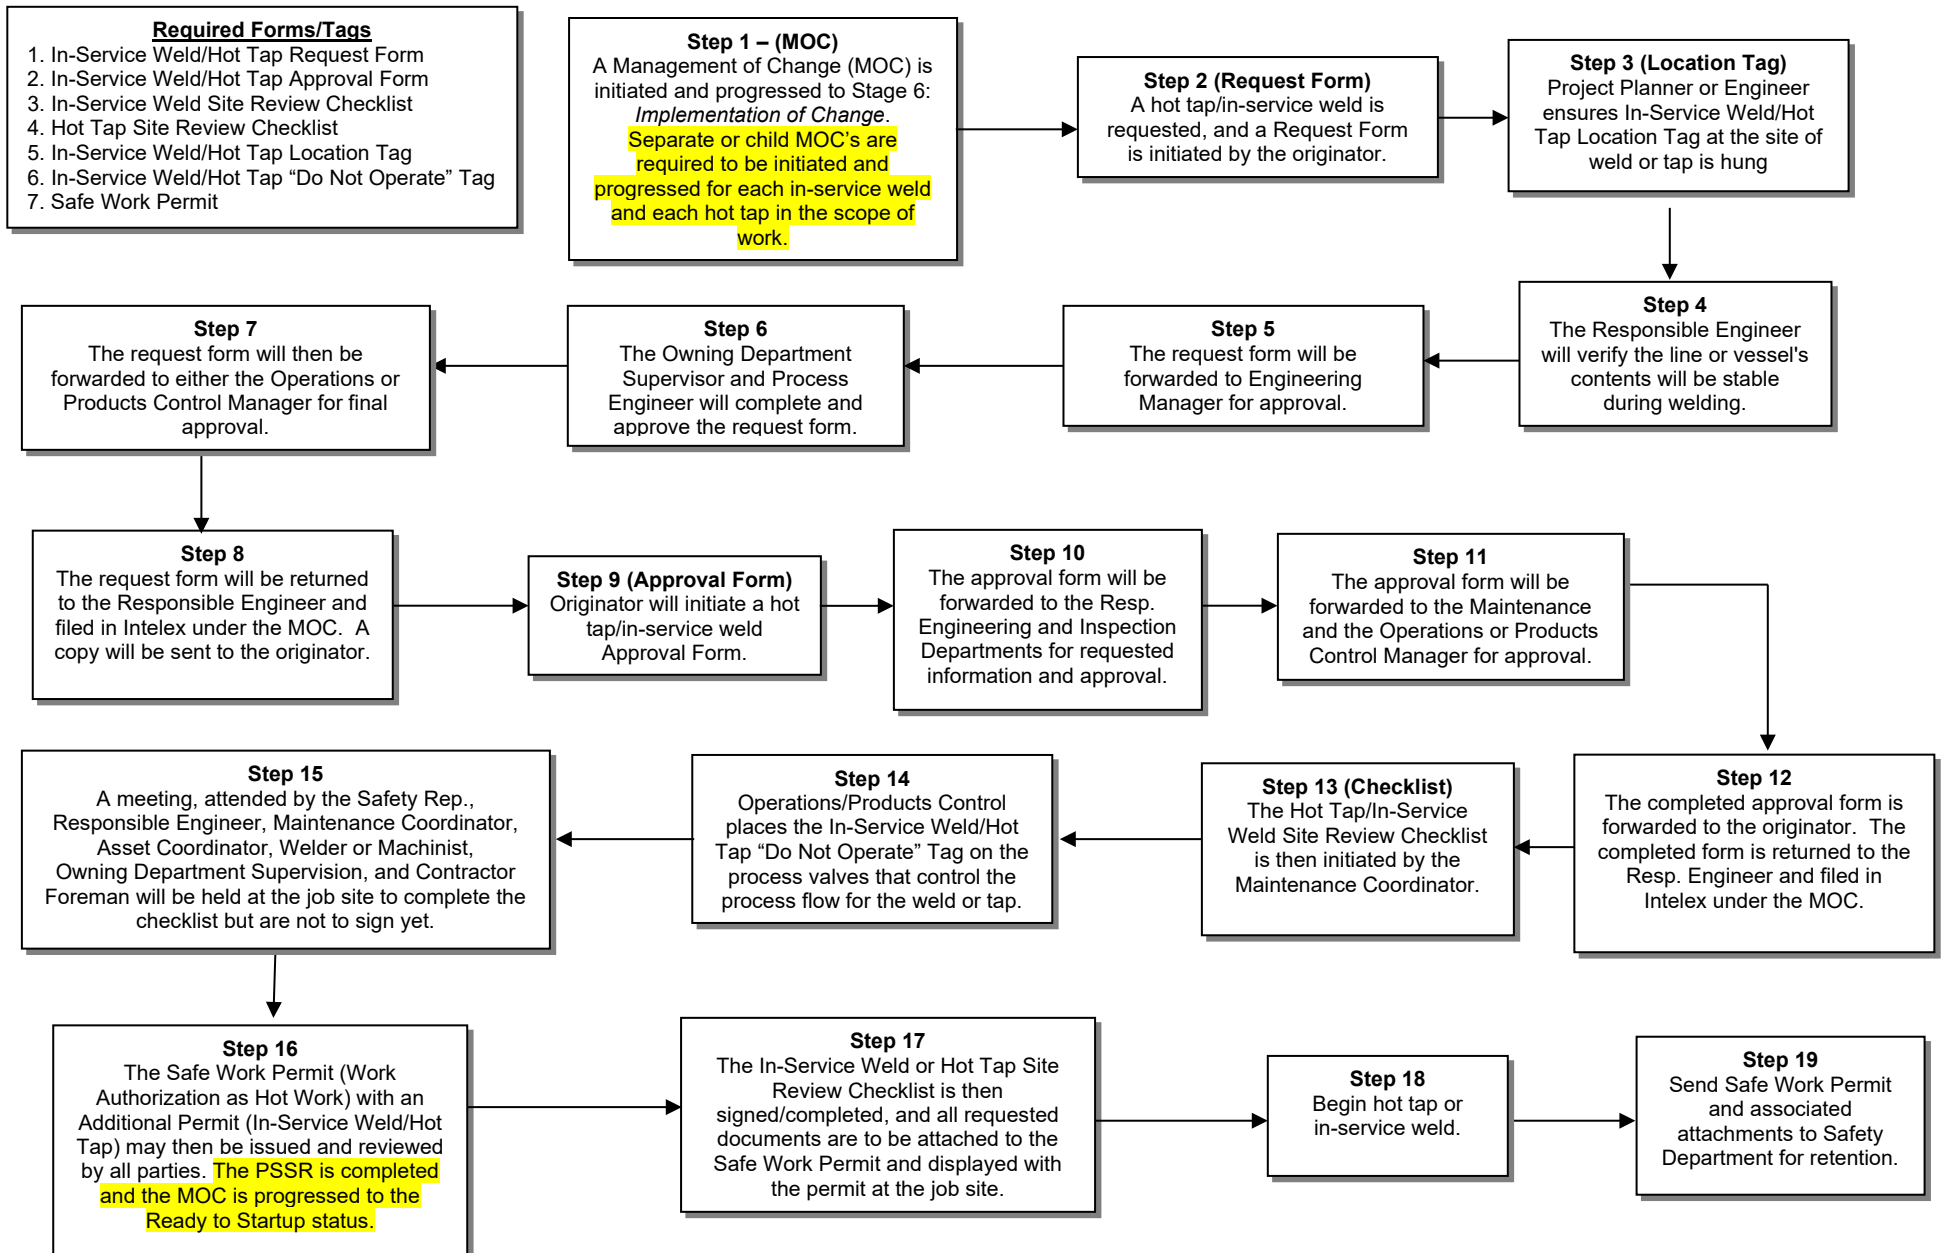 Required Forms/Tags
1. In-Service Weld/Hot Tap Request Form
2. In-Service Weld/Hot Tap Approval Form
3. In-Service Weld Site Review Checklist
4. Hot Tap Site Review Checklist
5. In-Service Weld/Hot Tap Location Tag
6. In-Service Weld/Hot Tap “Do Not Operate” Tag
7. Safe Work Permit
Step 1 – (MOC)
A Management of Change (MOC) is
initiated and progressed to Stage 6:
Implementation of Change.
Separate or child MOC’s are
required to be initiated and
progressed for each in-service weld
and each hot tap in the scope of
work.
Step 2 (Request Form)
A hot tap/in-service weld is
requested, and a Request Form
is initiated by the originator.
Step 3 (Location Tag)
Project Planner or Engineer
ensures In-Service Weld/Hot
Tap Location Tag at the site of
weld or tap is hung
Step 4
The Responsible Engineer
will verify the line or vessel's
contents will be stable
during welding.
Step 5
The request form will be
forwarded to Engineering
Manager for approval.
Step 6
The Owning Department
Supervisor and Process
Engineer will complete and
approve the request form.
Step 7
The request form will then be
forwarded to either the Operations or
Products Control Manager for final
approval.
Step 8
The request form will be returned
to the Responsible Engineer and
filed in Intelex under the MOC.  A
copy will be sent to the originator.
Step 9 (Approval Form)
Originator will initiate a hot
tap/in-service weld
Approval Form.
Step 10
The approval form will be
forwarded to the Resp.
Engineering and Inspection
Departments for requested
information and approval.
Step 11
The approval form will be
forwarded to the Maintenance
and the Operations or Products
Control Manager for approval.
Step 12
The completed approval form is
forwarded to the originator.  The
completed form is returned to the
Resp. Engineer and filed in
Intelex under the MOC.
Step 13 (Checklist)
The Hot Tap/In-Service
Weld Site Review Checklist
is then initiated by the
Maintenance Coordinator.
Step 14
Operations/Products Control
places the In-Service Weld/Hot
Tap “Do Not Operate” Tag on the
process valves that control the
process flow for the weld or tap.
Step 15
A meeting, attended by the Safety Rep.,
Responsible Engineer, Maintenance Coordinator,
Asset Coordinator, Welder or Machinist,
Owning Department Supervision, and Contractor
Foreman will be held at the job site to complete the
checklist but are not to sign yet.
Step 16
The Safe Work Permit (Work
Authorization as Hot Work) with an
Additional Permit (In-Service Weld/Hot
Tap) may then be issued and reviewed
by all parties. The PSSR is completed
and the MOC is progressed to the
Ready to Startup status.
Step 17
The In-Service Weld or Hot Tap Site
Review Checklist is then
signed/completed, and all requested
documents are to be attached to the
Safe Work Permit and displayed with
the permit at the job site.
Step 18
Begin hot tap or
in-service weld.
Step 19
Send Safe Work Permit
and associated
attachments to Safety
Department for retention.